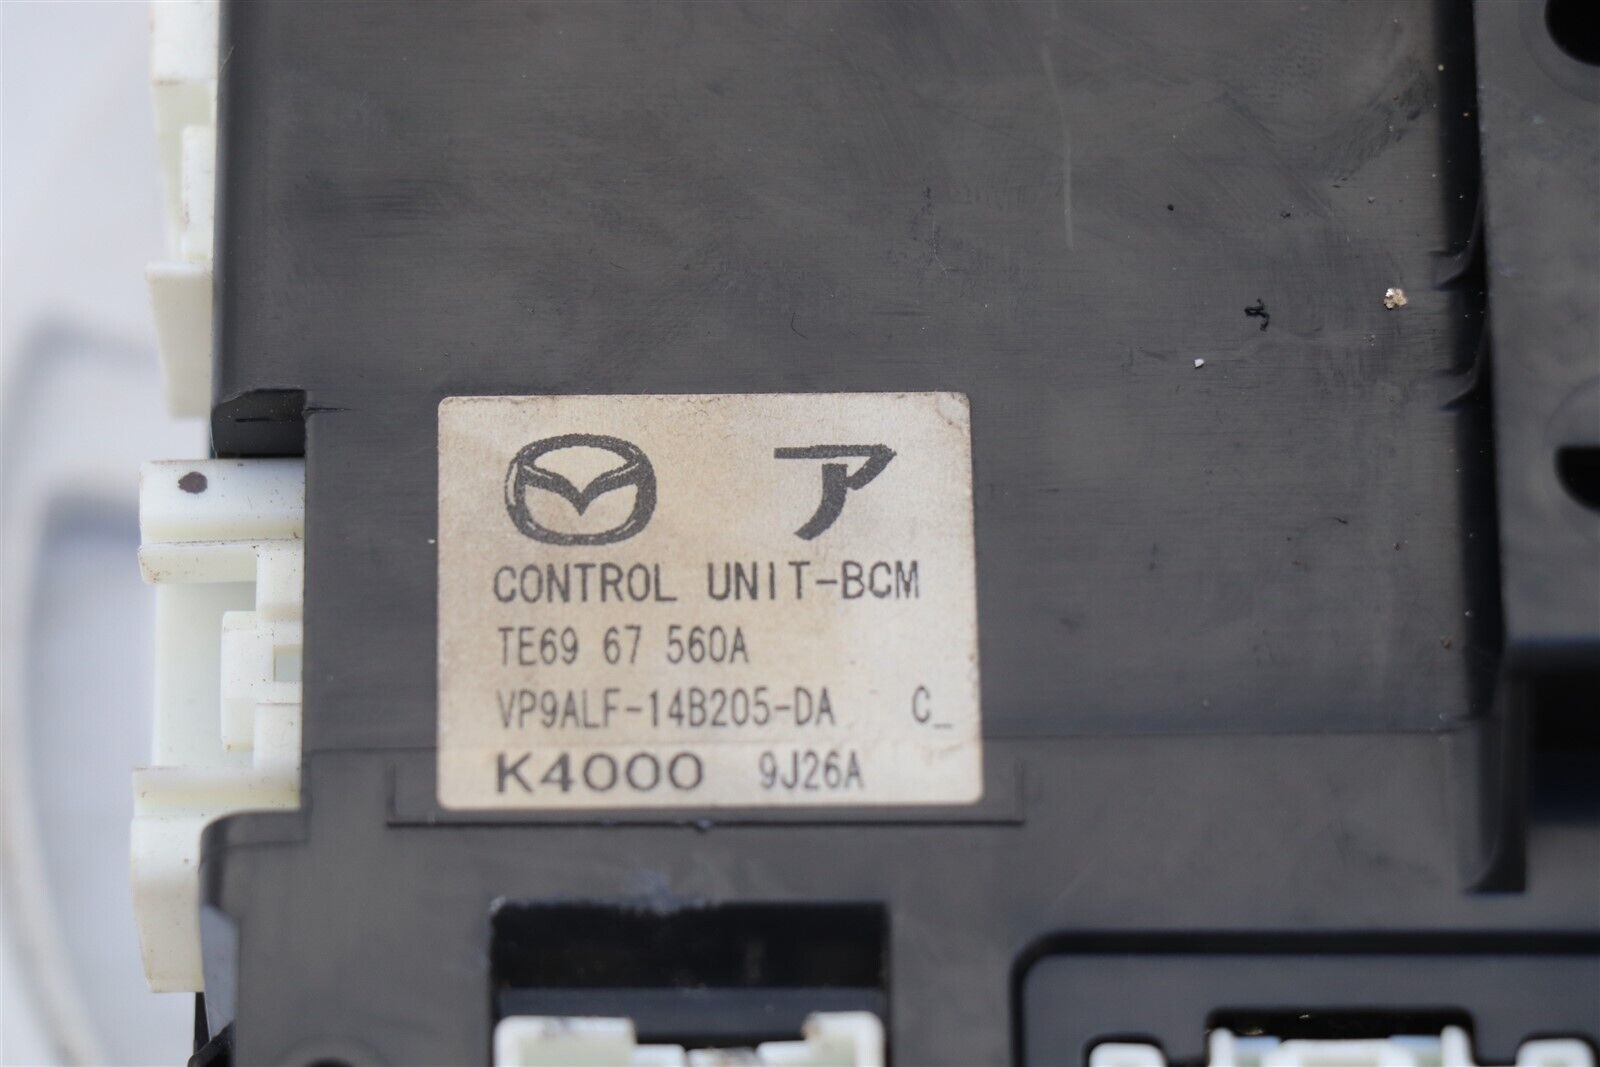 ア
CONTROL UNIT-BCM
TE69 67 560A
VP9ALF-14B205-DA C_
K4000 9J26A